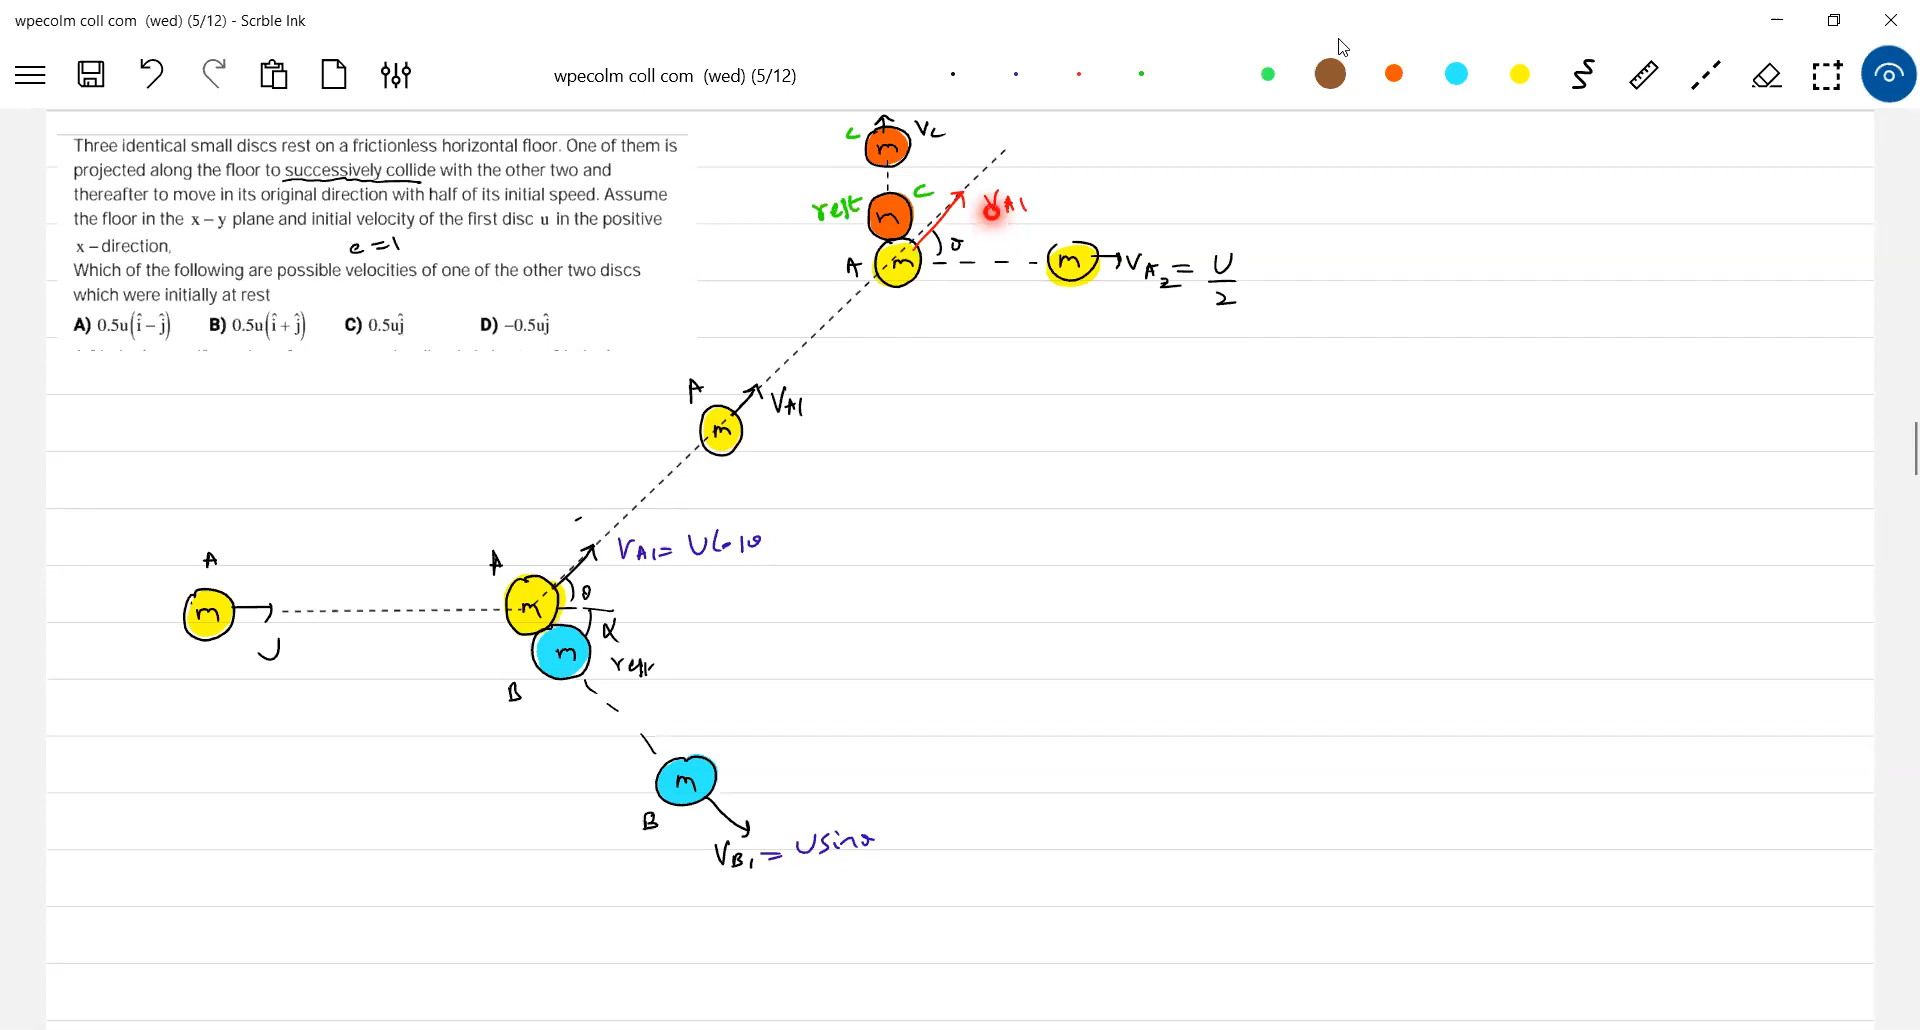 wpecolm coll com (wed) (5/12) - Scrble Ink
wpecolm coll com (wed) (5/12)
Three identical small discs rest on a frictionless horizontal floor. One of them is
projected along the floor to successively collide with the other two and
thereafter to move in its original direction with half of its initial speed. Assume
the floor in the x – y plane and initial velocity of the first disc u in the positive
x – direction,
e = 1
Which of the following are possible velocities of one of the other two discs
which were initially at rest
A) 0.5u(î − ĵ) B) 0.5u(î + ĵ) C) 0.5uĵ D) −0.5uĵ
C m Vc
rest m C
VA1
A m θ m VA2 = U/2
A
m VA1
A
m U
A VA1 =
m θ
α
m rest
B
m
B
VB1 = U sin